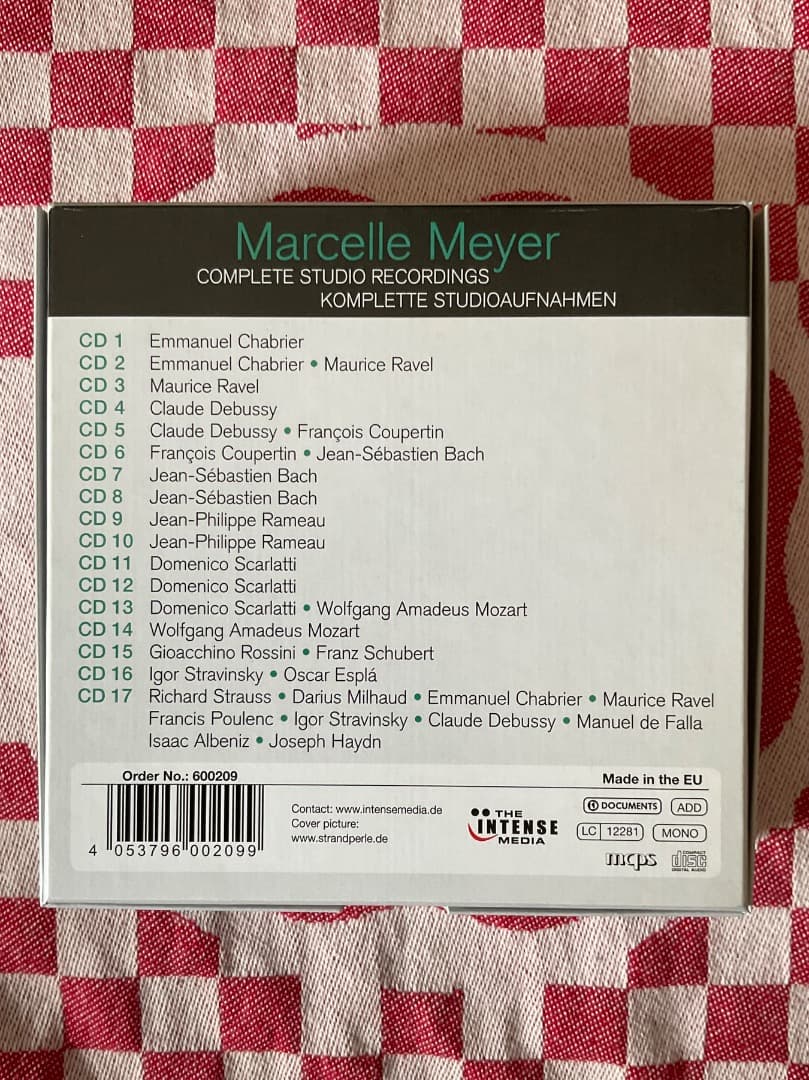 Marcelle Meyer
COMPLETE STUDIO RECORDINGS
KOMPLETTE STUDIOAUFNAHMEN
CD 1 Emmanuel Chabrier
CD 2 Emmanuel Chabrier • Maurice Ravel
CD 3 Maurice Ravel
CD 4 Claude Debussy
CD 5 Claude Debussy • François Coupertin
CD 6 François Coupertin • Jean-Sébastien Bach
CD 7 Jean-Sébastien Bach
CD 8 Jean-Sébastien Bach
CD 9 Jean-Philippe Rameau
CD 10 Jean-Philippe Rameau
CD 11 Domenico Scarlatti
CD 12 Domenico Scarlatti
CD 13 Domenico Scarlatti • Wolfgang Amadeus Mozart
CD 14 Wolfgang Amadeus Mozart
CD 15 Gioacchino Rossini • Franz Schubert
CD 16 Igor Stravinsky • Oscar Esplá
CD 17 Richard Strauss • Darius Milhaud • Emmanuel Chabrier • Maurice Ravel
Francis Poulenc • Igor Stravinsky • Claude Debussy • Manuel de Falla
Isaac Albeniz • Joseph Haydn
Order No.: 600209
4 053796 002099
Contact: www.intensemedia.de
Cover picture:
www.strandperle.de
THE
INTENSE
MEDIA
Made in the EU
DOCUMENTS ADD
LC 12281 MONO
mcps
COMPACT
disc
DIGITAL AUDIO